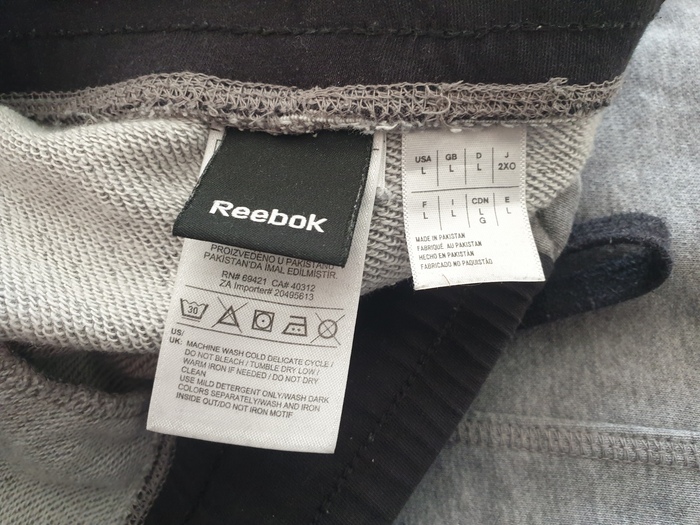 Reebok
PROIZVEDENO U PAKISTANU
PAKISTAN'DA IMAL EDILMISTIR.
RN# 69421 CA# 40312
ZA Importer# 20495613
30
US/
UK: MACHINE WASH COLD DELICATE CYCLE /
DO NOT BLEACH / TUMBLE DRY LOW /
WARM IRON IF NEEDED / DO NOT DRY
CLEAN
USE MILD DETERGENT ONLY/WASH DARK
COLORS SEPARATELY/WASH AND IRON
INSIDE OUT/DO NOT IRON MOTIF
USA GB D J
L L L 2XO
F I CDN E
L L L L
G
MADE IN PAKISTAN
FABRIQUÉ AU PAKISTAN
HECHO EN PAKISTAN
FABRICADO NO PAQUISTÃO